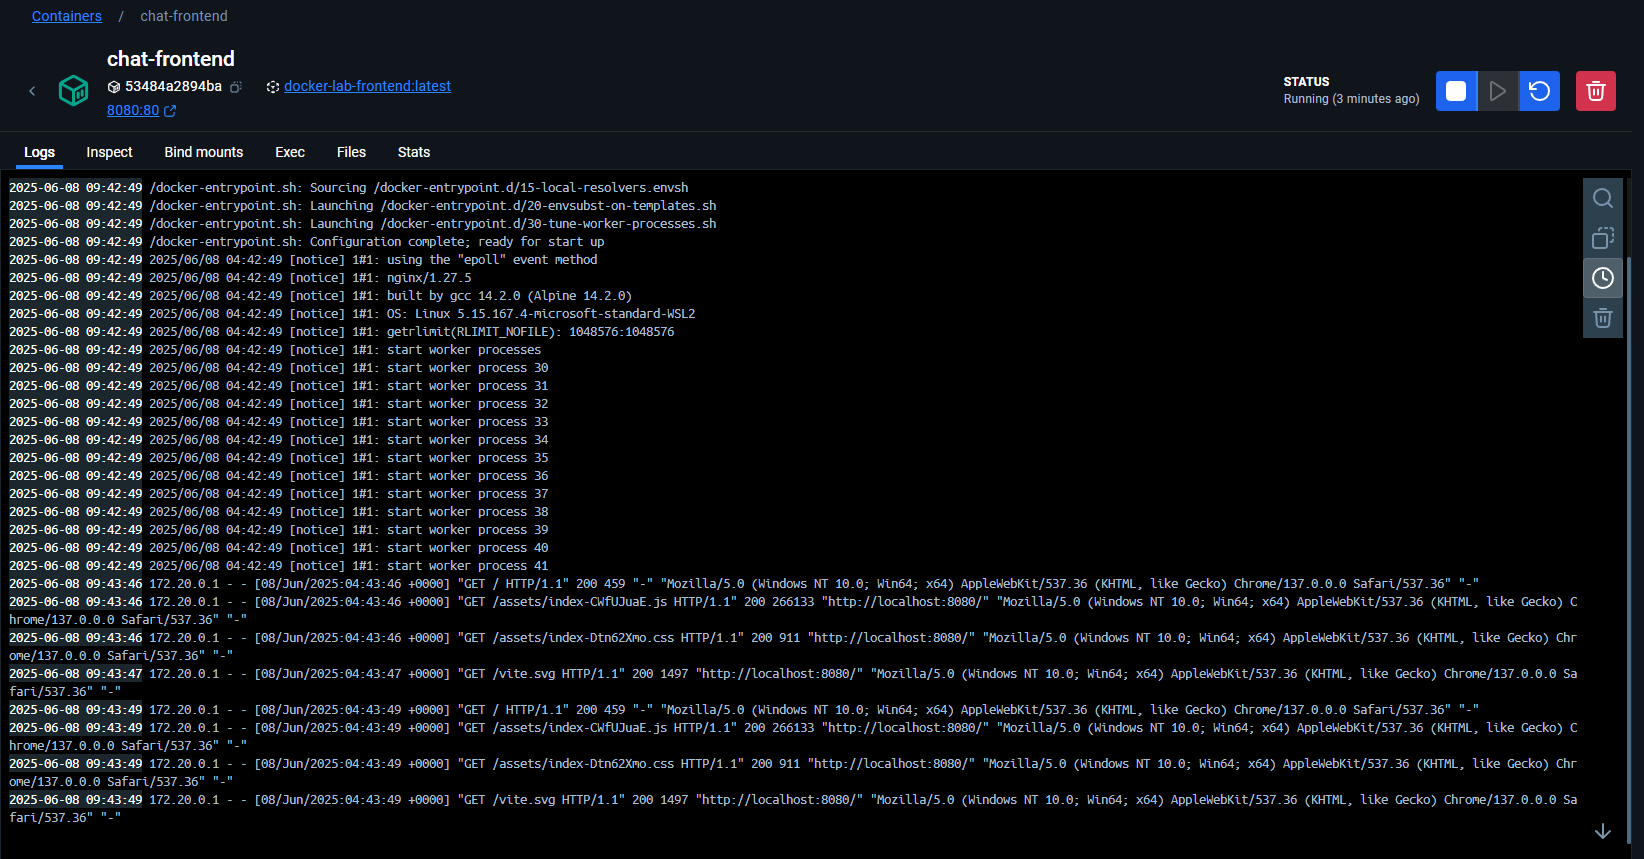 Containers / chat-frontend
chat-frontend
53484a2894ba docker-lab-frontend:latest
8080:80
STATUS
Running (3 minutes ago)
Logs Inspect Bind mounts Exec Files Stats
2025-06-08 09:42:49 /docker-entrypoint.sh: Sourcing /docker-entrypoint.d/15-local-resolvers.envsh
2025-06-08 09:42:49 /docker-entrypoint.sh: Launching /docker-entrypoint.d/20-envsubst-on-templates.sh
2025-06-08 09:42:49 /docker-entrypoint.sh: Launching /docker-entrypoint.d/30-tune-worker-processes.sh
2025-06-08 09:42:49 /docker-entrypoint.sh: Configuration complete; ready for start up
2025-06-08 09:42:49 2025/06/08 04:42:49 [notice] 1#1: using the "epoll" event method
2025-06-08 09:42:49 2025/06/08 04:42:49 [notice] 1#1: nginx/1.27.5
2025-06-08 09:42:49 2025/06/08 04:42:49 [notice] 1#1: built by gcc 14.2.0 (Alpine 14.2.0)
2025-06-08 09:42:49 2025/06/08 04:42:49 [notice] 1#1: OS: Linux 5.15.167.4-microsoft-standard-WSL2
2025-06-08 09:42:49 2025/06/08 04:42:49 [notice] 1#1: getrlimit(RLIMIT_NOFILE): 1048576:1048576
2025-06-08 09:42:49 2025/06/08 04:42:49 [notice] 1#1: start worker processes
2025-06-08 09:42:49 2025/06/08 04:42:49 [notice] 1#1: start worker process 30
2025-06-08 09:42:49 2025/06/08 04:42:49 [notice] 1#1: start worker process 31
2025-06-08 09:42:49 2025/06/08 04:42:49 [notice] 1#1: start worker process 32
2025-06-08 09:42:49 2025/06/08 04:42:49 [notice] 1#1: start worker process 33
2025-06-08 09:42:49 2025/06/08 04:42:49 [notice] 1#1: start worker process 34
2025-06-08 09:42:49 2025/06/08 04:42:49 [notice] 1#1: start worker process 35
2025-06-08 09:42:49 2025/06/08 04:42:49 [notice] 1#1: start worker process 36
2025-06-08 09:42:49 2025/06/08 04:42:49 [notice] 1#1: start worker process 37
2025-06-08 09:42:49 2025/06/08 04:42:49 [notice] 1#1: start worker process 38
2025-06-08 09:42:49 2025/06/08 04:42:49 [notice] 1#1: start worker process 39
2025-06-08 09:42:49 2025/06/08 04:42:49 [notice] 1#1: start worker process 40
2025-06-08 09:42:49 2025/06/08 04:42:49 [notice] 1#1: start worker process 41
2025-06-08 09:43:46 172.20.0.1 - - [08/Jun/2025:04:43:46 +0000] "GET / HTTP/1.1" 200 459 "-" "Mozilla/5.0 (Windows NT 10.0; Win64; x64) AppleWebKit/537.36 (KHTML, like Gecko) Chrome/137.0.0.0 Safari/537.36" "-"
2025-06-08 09:43:46 172.20.0.1 - - [08/Jun/2025:04:43:46 +0000] "GET /assets/index-CWfUJuaE.js HTTP/1.1" 200 266133 "http://localhost:8080/" "Mozilla/5.0 (Windows NT 10.0; Win64; x64) AppleWebKit/537.36 (KHTML, like Gecko) C
hrome/137.0.0.0 Safari/537.36" "-"
2025-06-08 09:43:46 172.20.0.1 - - [08/Jun/2025:04:43:46 +0000] "GET /assets/index-Dtn62Xmo.css HTTP/1.1" 200 911 "http://localhost:8080/" "Mozilla/5.0 (Windows NT 10.0; Win64; x64) AppleWebKit/537.36 (KHTML, like Gecko) Chr
ome/137.0.0.0 Safari/537.36" "-"
2025-06-08 09:43:47 172.20.0.1 - - [08/Jun/2025:04:43:47 +0000] "GET /vite.svg HTTP/1.1" 200 1497 "http://localhost:8080/" "Mozilla/5.0 (Windows NT 10.0; Win64; x64) AppleWebKit/537.36 (KHTML, like Gecko) Chrome/137.0.0.0 Sa
fari/537.36" "-"
2025-06-08 09:43:49 172.20.0.1 - - [08/Jun/2025:04:43:49 +0000] "GET / HTTP/1.1" 200 459 "-" "Mozilla/5.0 (Windows NT 10.0; Win64; x64) AppleWebKit/537.36 (KHTML, like Gecko) Chrome/137.0.0.0 Safari/537.36" "-"
2025-06-08 09:43:49 172.20.0.1 - - [08/Jun/2025:04:43:49 +0000] "GET /assets/index-CWfUJuaE.js HTTP/1.1" 200 266133 "http://localhost:8080/" "Mozilla/5.0 (Windows NT 10.0; Win64; x64) AppleWebKit/537.36 (KHTML, like Gecko) C
hrome/137.0.0.0 Safari/537.36" "-"
2025-06-08 09:43:49 172.20.0.1 - - [08/Jun/2025:04:43:49 +0000] "GET /assets/index-Dtn62Xmo.css HTTP/1.1" 200 911 "http://localhost:8080/" "Mozilla/5.0 (Windows NT 10.0; Win64; x64) AppleWebKit/537.36 (KHTML, like Gecko) Chr
ome/137.0.0.0 Safari/537.36" "-"
2025-06-08 09:43:49 172.20.0.1 - - [08/Jun/2025:04:43:49 +0000] "GET /vite.svg HTTP/1.1" 200 1497 "http://localhost:8080/" "Mozilla/5.0 (Windows NT 10.0; Win64; x64) AppleWebKit/537.36 (KHTML, like Gecko) Chrome/137.0.0.0 Sa
fari/537.36" "-"